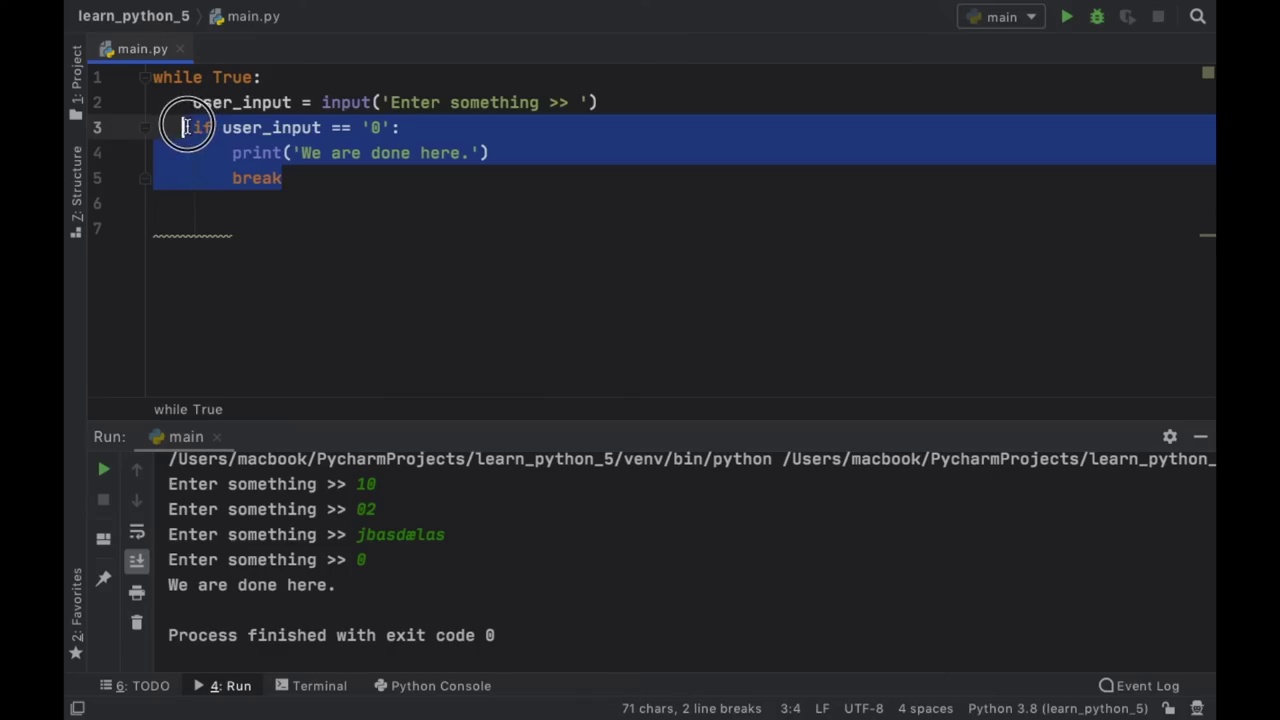 learn_python_5 main.py main
1: Project
main.py
1 while True:
2 user_input = input('Enter something >> ')
3 if user_input == '0':
4 print('We are done here.')
5 break
6
7
7: Structure
while True
Run: main
/Users/macbook/PycharmProjects/learn_python_5/venv/bin/python /Users/macbook/PycharmProjects/learn_python_
Enter something >> 10
Enter something >> 02
Enter something >> jbasdælas
Enter something >> 0
We are done here.
Process finished with exit code 0
2: Favorites
6: TODO 4: Run Terminal Python Console Event Log
71 chars, 2 line breaks 3:4 LF UTF-8 4 spaces Python 3.8 (learn_python_5)